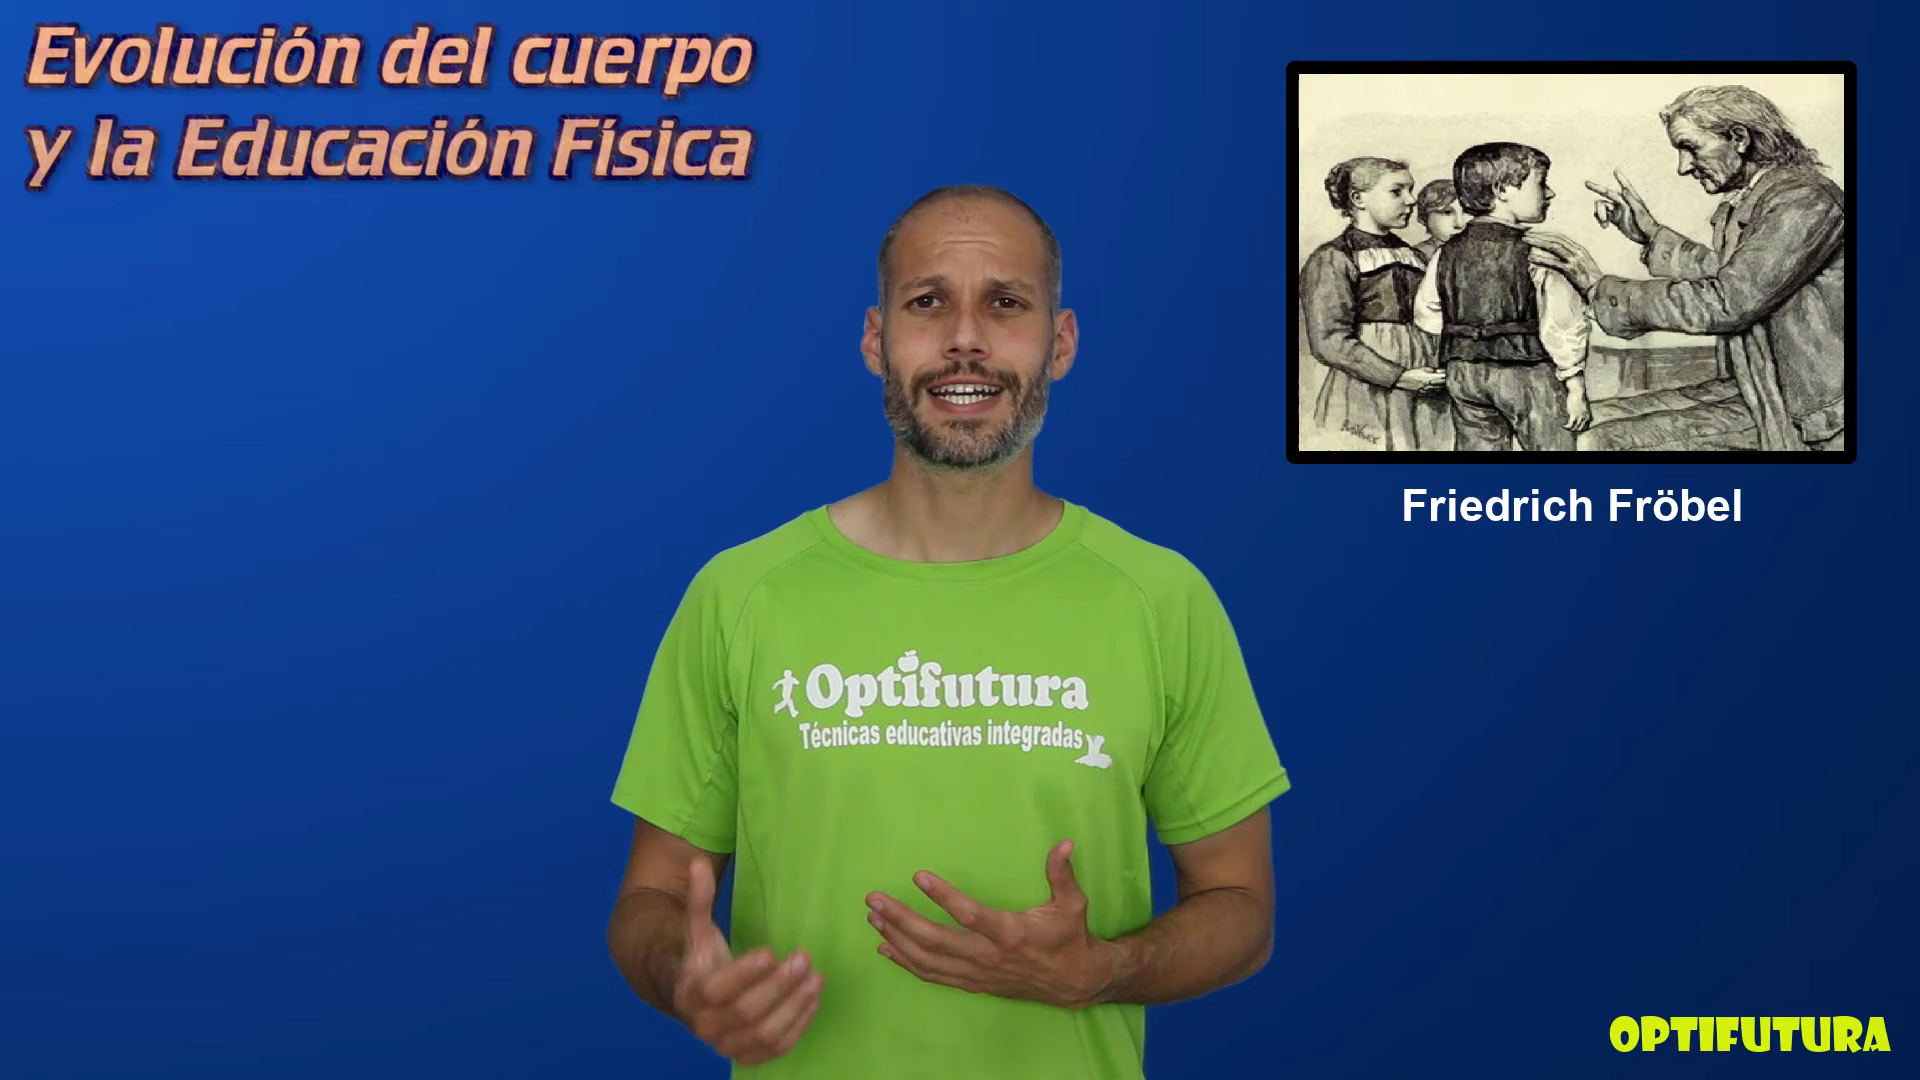 Evolución del cuerpo
y la Educación Física
Friedrich Fröbel
Optifutura
Técnicas educativas integradas
OPTIFUTURA